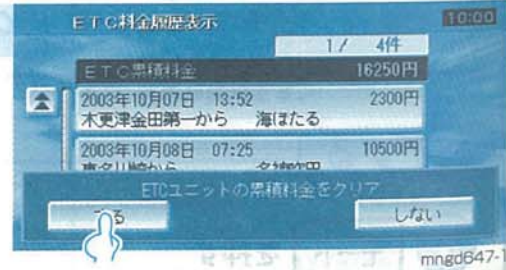 ETC料金履歴表示 10:00
1/ 4件
ETC累積料金 16250円
2003年10月07日 13:52 2300円
木更津金田第一から 海ほたる
2003年10月08日 07:25 10500円
ETCユニットの累積料金をクリア
する しない
mngd647-1